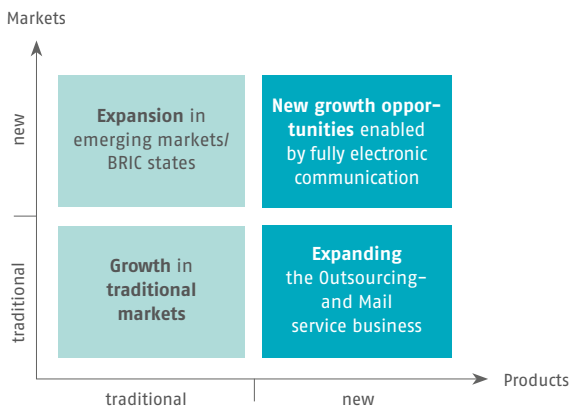 Markets
new
Expansion in
emerging markets/
BRIC states
New growth oppor-
tunities enabled
by fully electronic
communication
traditional
Growth in
traditional
markets
Expanding
the Outsourcing-
and Mail
service business
Products
traditional
new